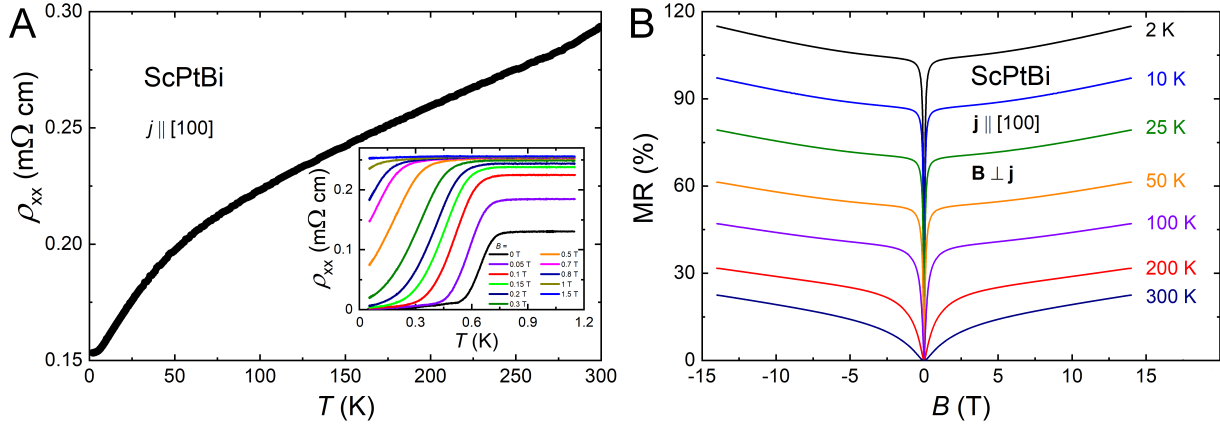 A
ρxx (mΩ cm)
0.30
0.25
0.20
0.15
ScPtBi
j || [100]
0 50 100 150 200 250 300
T (K)
ρxx (mΩ cm)
0.2
0.1
0
B =
0 T 0.5 T
0.05 T 0.7 T
0.1 T 0.8 T
0.15 T 1 T
0.2 T 1.5 T
0.3 T
0.0 0.3 0.6 0.9 1.2
T (K)
B
MR (%)
120
90
60
30
0
ScPtBi
j || [100]
B ⊥ j
2 K
10 K
25 K
50 K
100 K
200 K
300 K
-15 -10 -5 0 5 10 15
B (T)